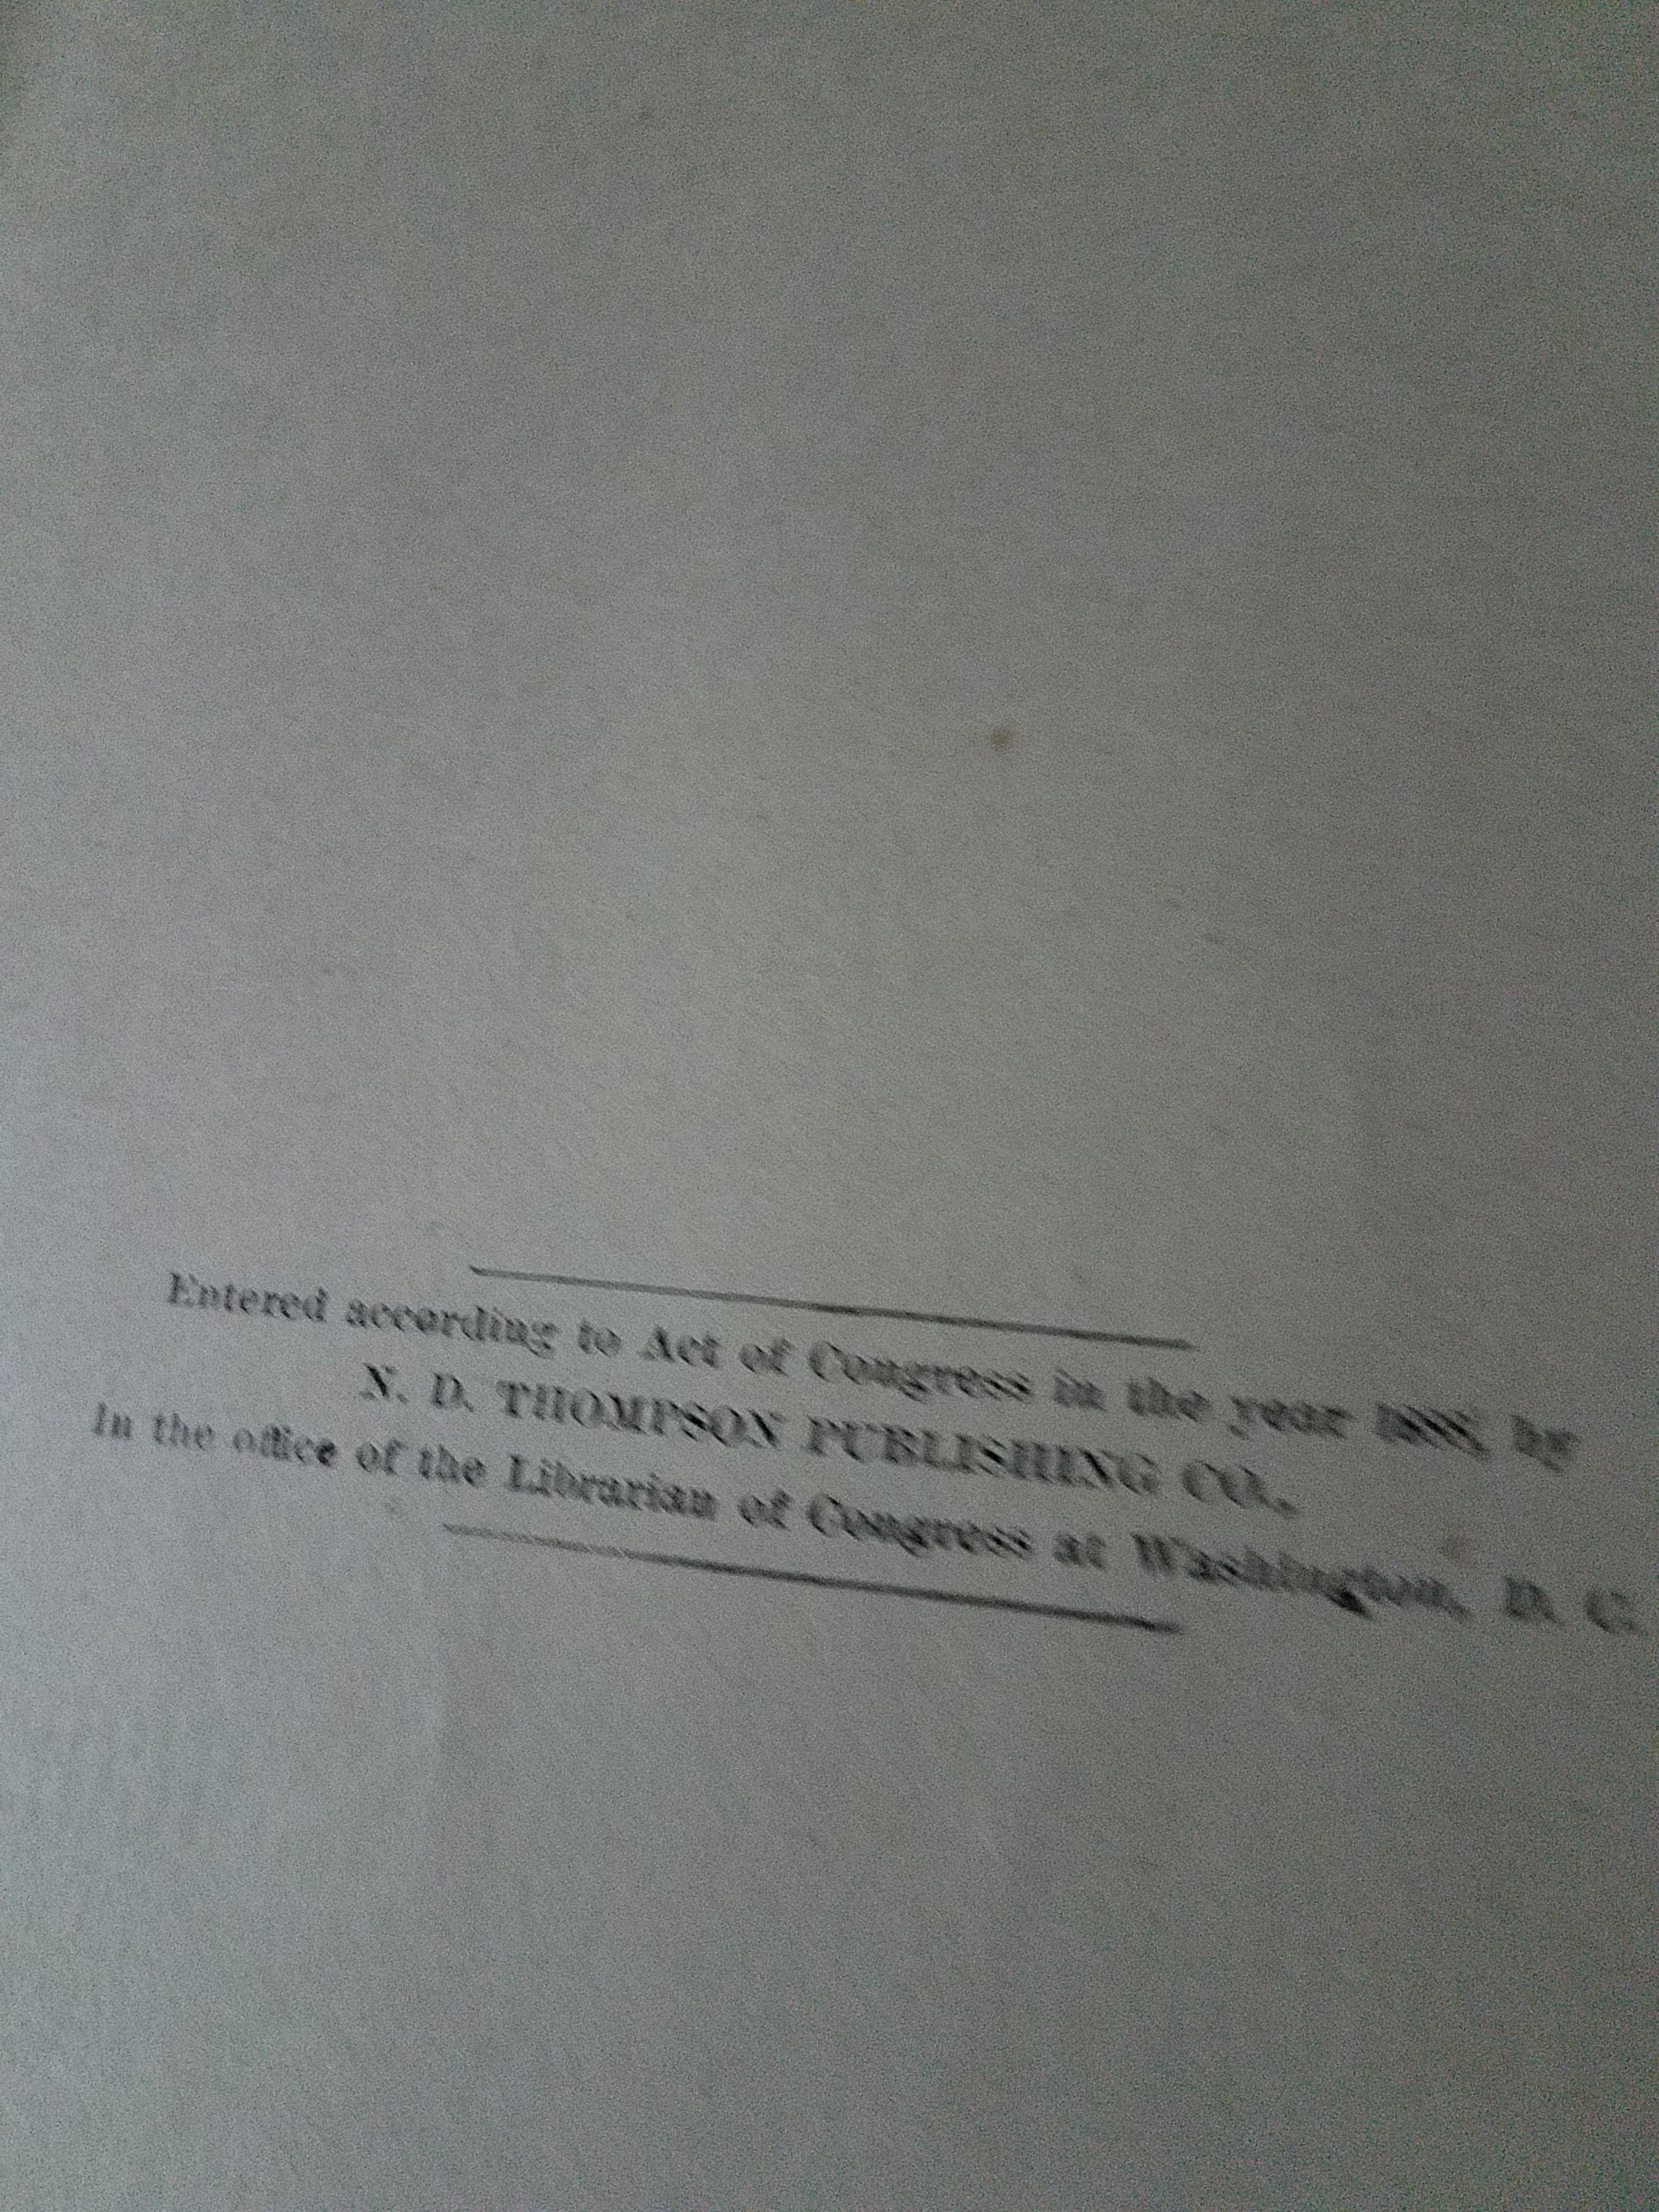 Entered according to Act of Congress in the year by
N. D. THOMPSON PUBLISHING CO.,
In the office of the Librarian of Congress at Washington, D. C.